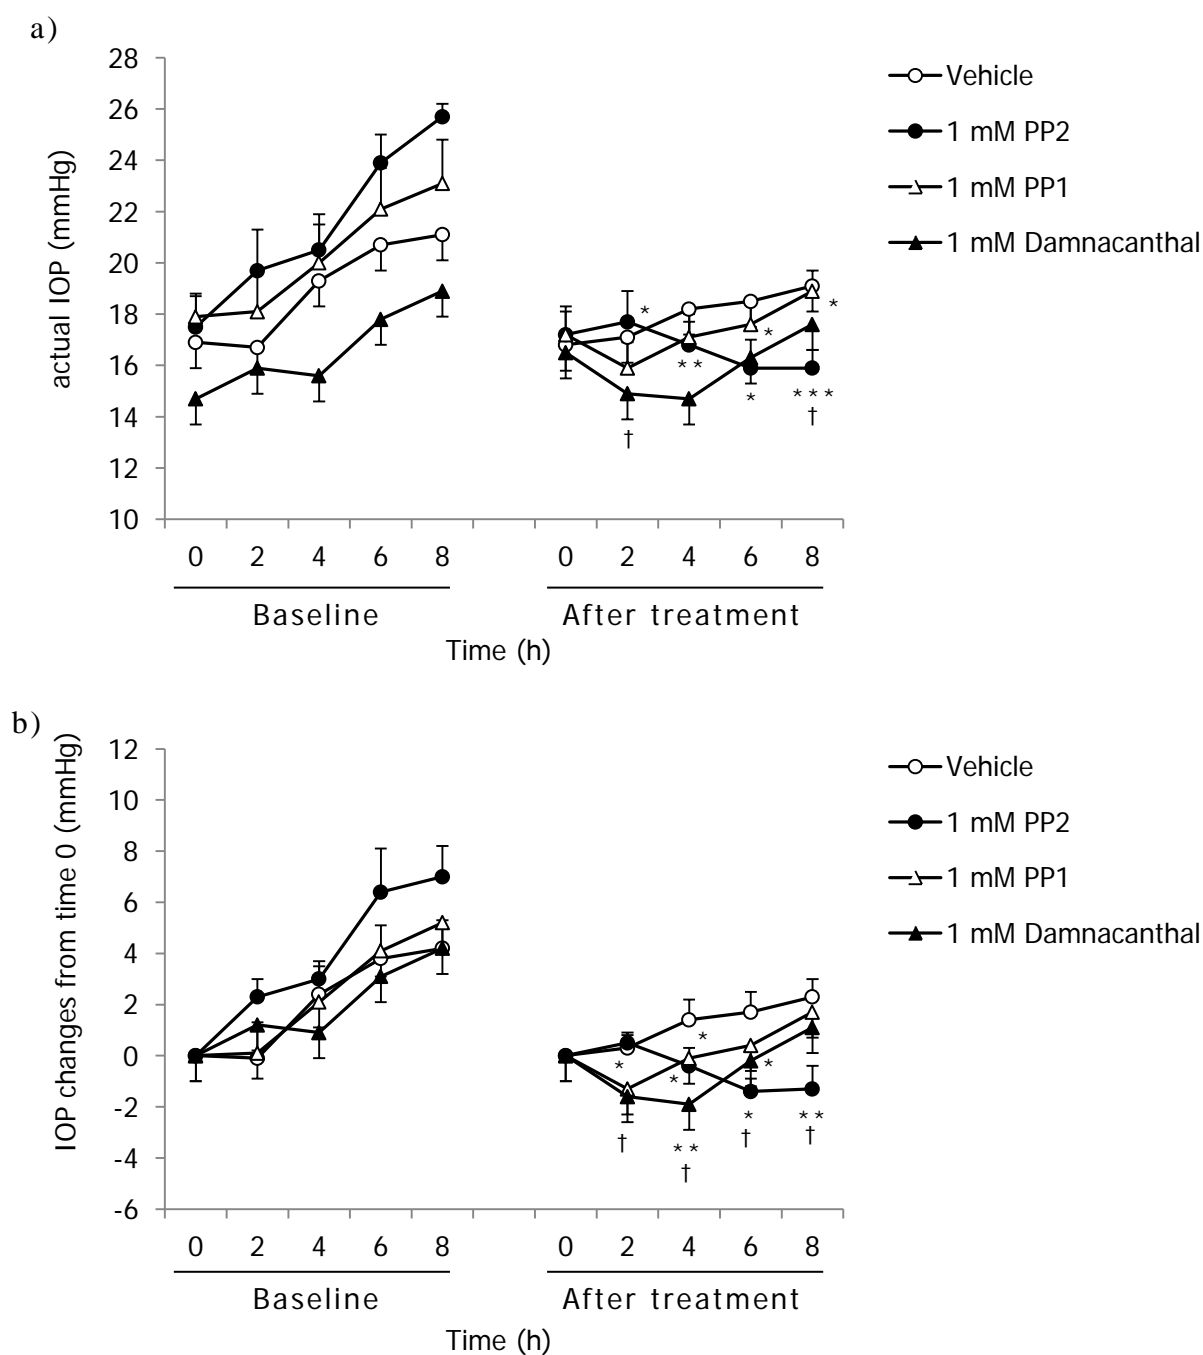 a)
actual IOP (mmHg)
28
26
24
22
20
18
16
14
12
10
Vehicle
1 mM PP2
1 mM PP1
1 mM Damnacanthal
*
*
*
**
*
***
†
†
0 2 4 6 8 0 2 4 6 8
Baseline After treatment
Time (h)
b)
IOP changes from time 0 (mmHg)
12
10
8
6
4
2
0
-2
-4
-6
Vehicle
1 mM PP2
1 mM PP1
1 mM Damnacanthal
*
*
*
*
*
**
**
†
†
†
†
0 2 4 6 8 0 2 4 6 8
Baseline After treatment
Time (h)